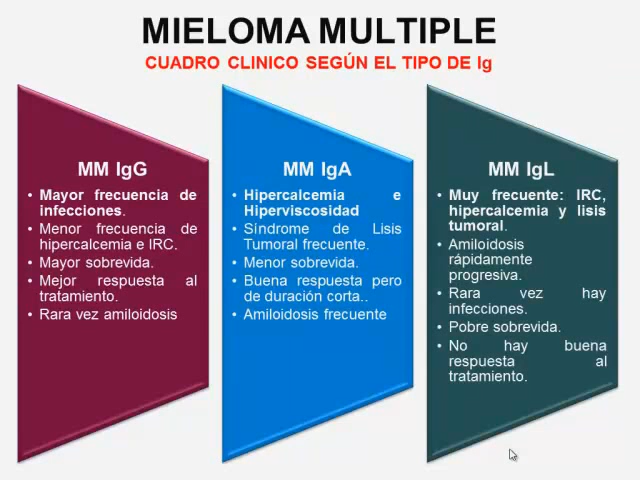 MIELOMA MULTIPLE
CUADRO CLINICO SEGÚN EL TIPO DE Ig
MM IgG
• Mayor frecuencia de
infecciones.
• Menor frecuencia de
hipercalcemia e IRC.
• Mayor sobrevida.
• Mejor respuesta al
tratamiento.
• Rara vez amiloidosis
MM IgA
• Hipercalcemia e
Hiperviscosidad
• Síndrome de Lisis
Tumoral frecuente.
• Menor sobrevida.
• Buena respuesta pero
de duración corta..
• Amiloidosis frecuente
MM IgL
• Muy frecuente: IRC,
hipercalcemia y lisis
tumoral.
• Amiloidosis
rápidamente
progresiva.
• Rara vez hay
infecciones.
• Pobre sobrevida.
• No hay buena
respuesta al
tratamiento.